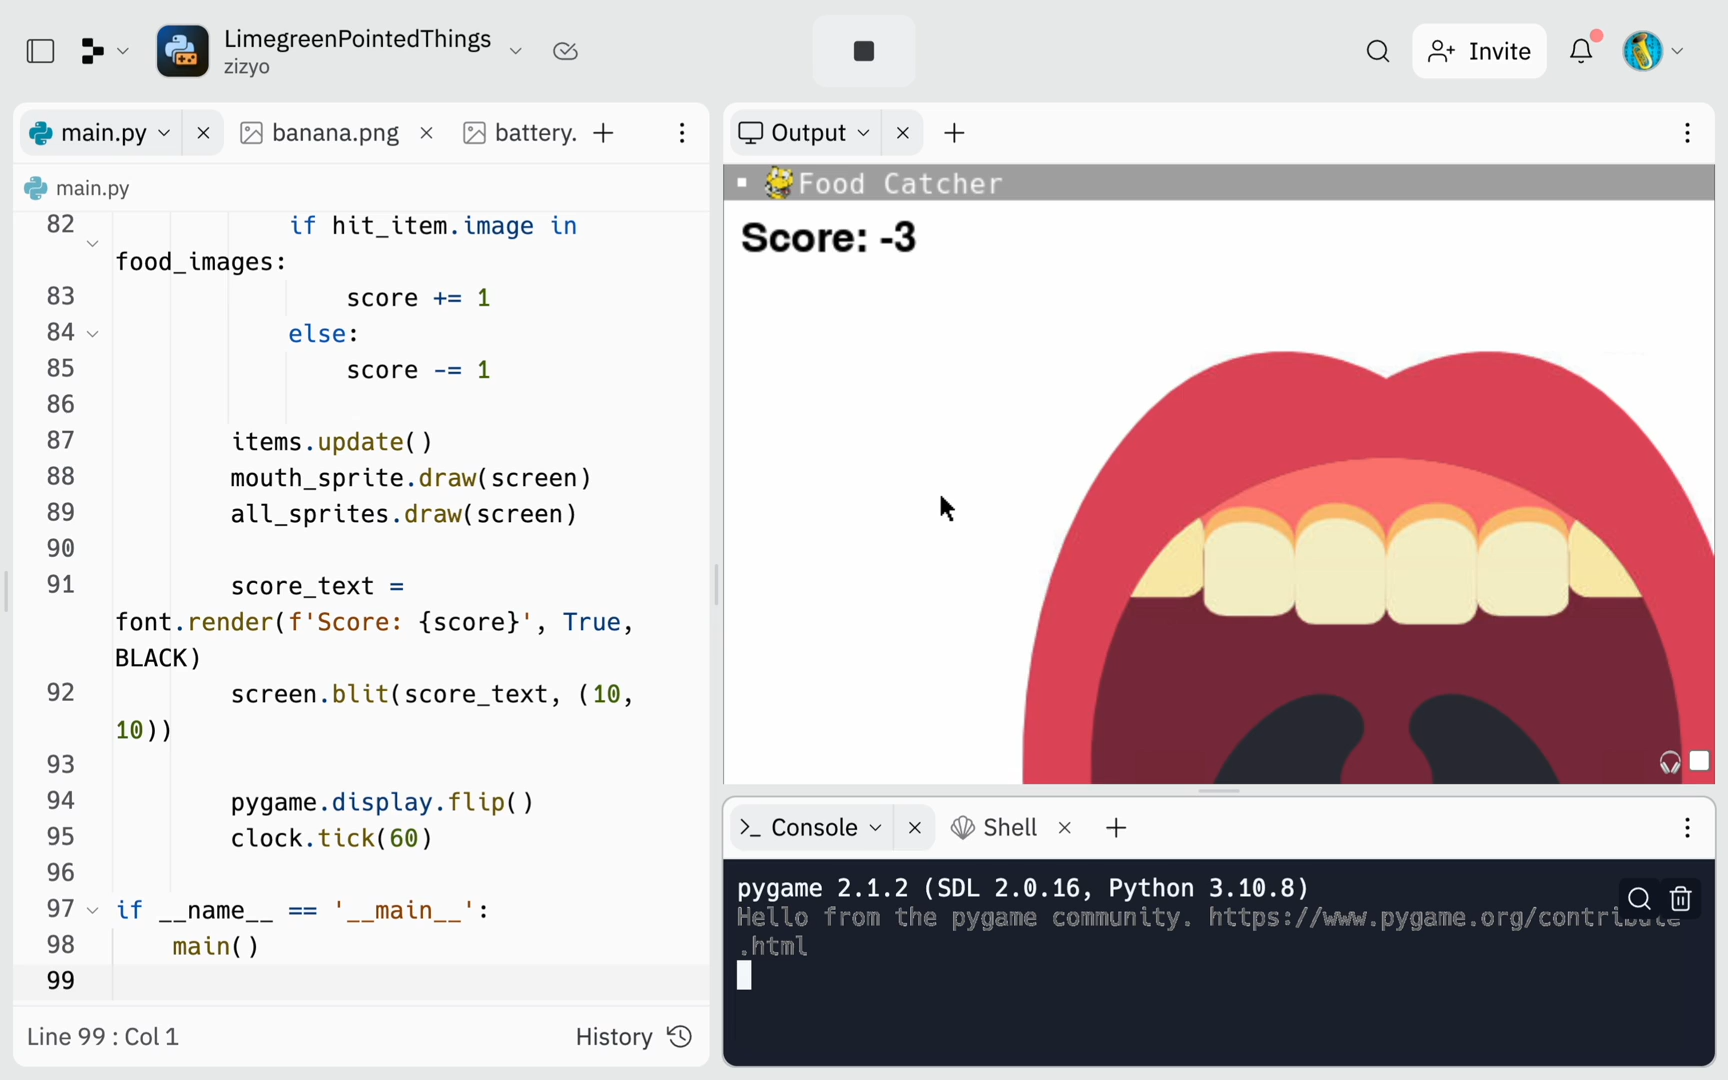 LimegreenPointedThings
zizyo
Invite
main.py
banana.png
battery.
main.py
82 if hit_item.image in
food_images:
83 score += 1
84 else:
85 score -= 1
86
87 items.update()
88 mouth_sprite.draw(screen)
89 all_sprites.draw(screen)
90
91 score_text =
font.render(f'Score: {score}', True,
BLACK)
92 screen.blit(score_text, (10,
10))
93
94 pygame.display.flip()
95 clock.tick(60)
96
97 if __name__ == '__main__':
98 main()
99
Line 99 : Col 1
History
Output
Food Catcher
Score: -3
Console
Shell
pygame 2.1.2 (SDL 2.0.16, Python 3.10.8)
Hello from the pygame community. https://www.pygame.org/contribute
.html